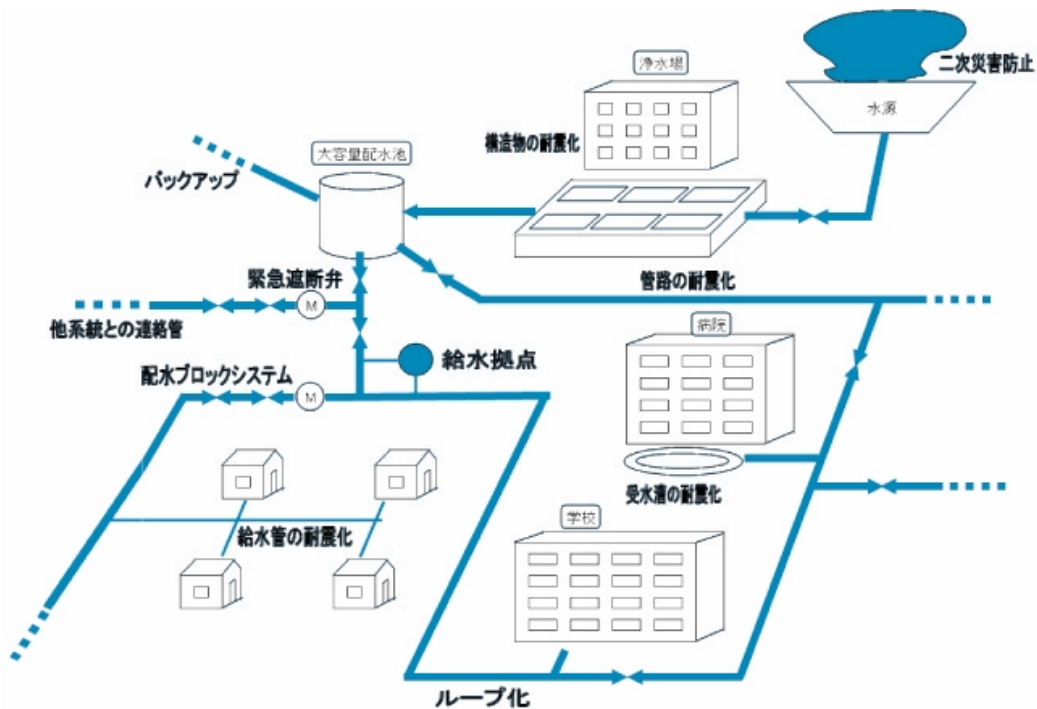 浄水場
二次災害防止
水源
構造物の耐震化
大容量配水池
バックアップ
緊急遮断弁
管路の耐震化
M
他系統との連絡管
病院
給水拠点
配水ブロックシステム
M
受水槽の耐震化
学校
給水管の耐震化
ループ化